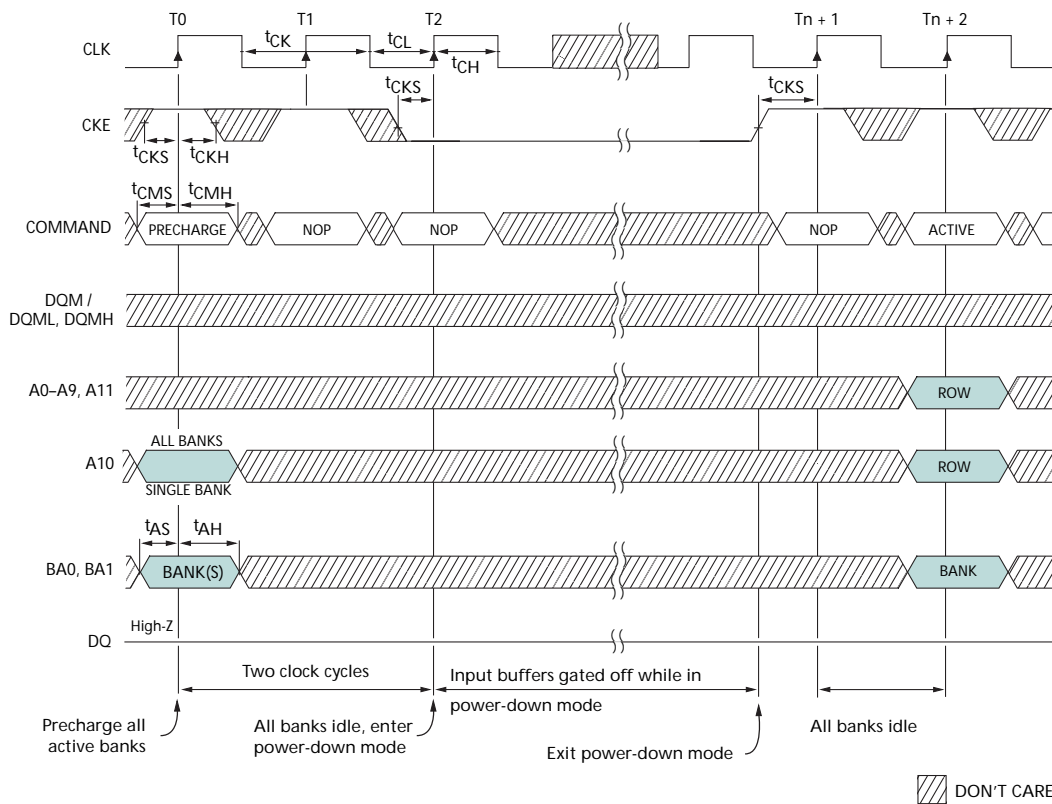 T0 T1 T2 Tn + 1 Tn + 2
CLK
tCK tCL tCH
tCKS tCKS
CKE
tCKS tCKH
tCMS tCMH
COMMAND PRECHARGE NOP NOP NOP ACTIVE
DQM /
DQML, DQMH
A0–A9, A11 ROW
ALL BANKS
A10 ROW
SINGLE BANK
tAS tAH
BA0, BA1 BANK(S) BANK
High-Z
DQ
Two clock cycles
Input buffers gated off while in
power-down mode
Precharge all
active banks
All banks idle, enter
power-down mode
Exit power-down mode
All banks idle
DON'T CARE